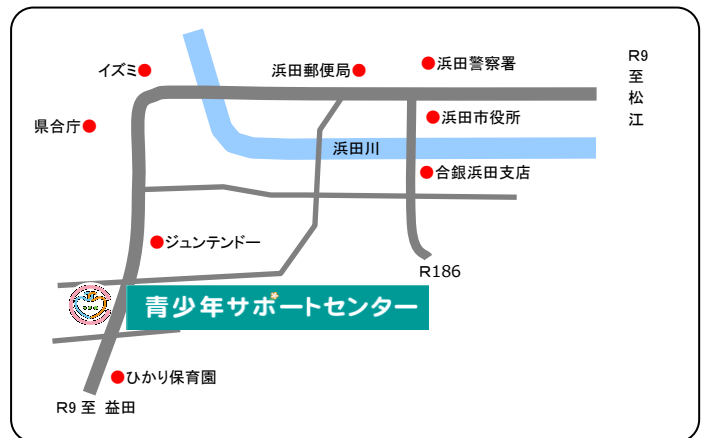 R9
至
松
江
イズミ
浜田郵便局
浜田警察署
県合庁
浜田市役所
浜田川
合銀浜田支店
ジュンテンドー
R186
青少年サポートセンター
ひかり保育園
R9 至 益田